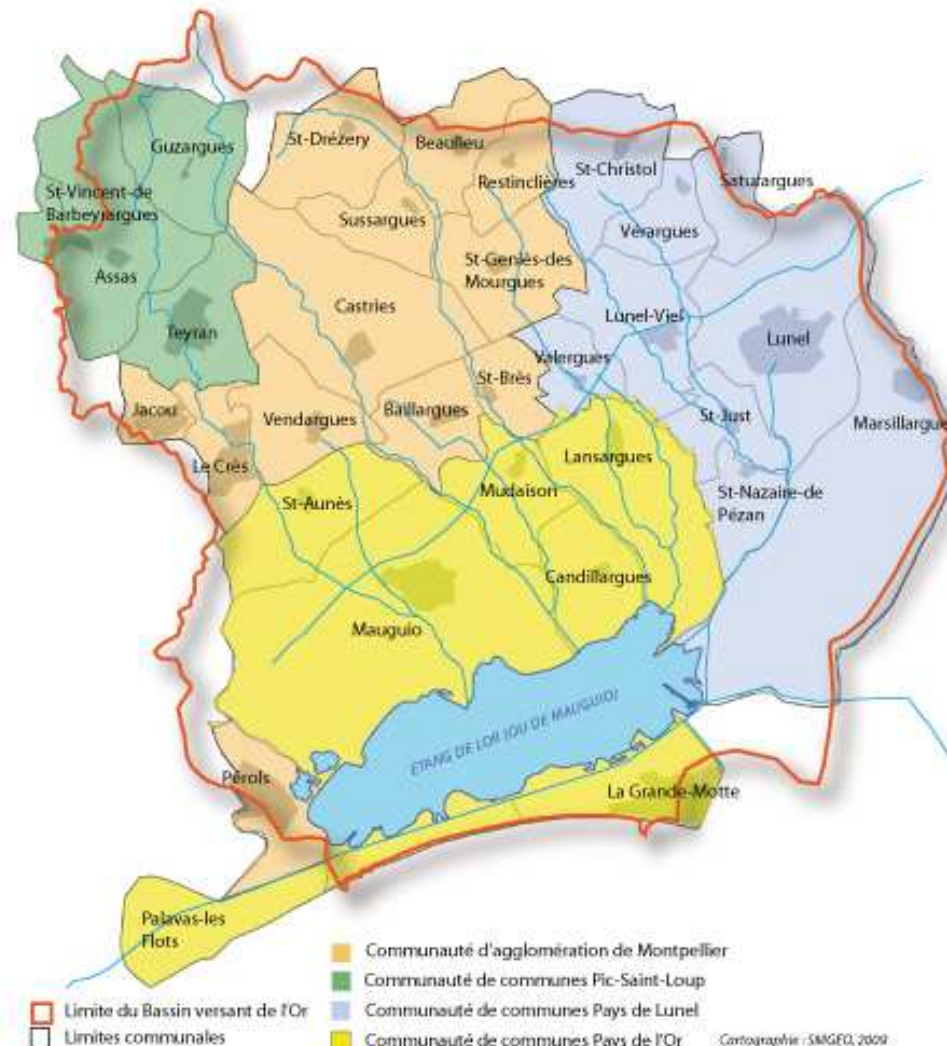 Guzargues
St-Drézery
Beaulieu
Restinclières
St-Christol
Saturargues
St-Vincent-de
Barbeyrargues
Sussargues
Vérargues
Assas
St-Geniès-des
Mourgues
Castries
Lunel-Viel
Lunel
Teyran
Valergues
St-Brès
Jacou
Vendargues
Baillargues
St-Just
Marsillargue
Le Crès
Lansargues
St-Aunès
Mudaison
St-Nazaire-de
Pézan
Candillargues
Mauguio
ETANG DE L'OR (OU DE MAUGUIO)
Pérols
La Grande-Motte
Palavas-les
Flots
Communauté d'agglomération de Montpellier
Communauté de communes Pic-Saint-Loup
Limite du Bassin versant de l'Or
Communauté de communes Pays de Lunel
Limites communales
Communauté de communes Pays de l'Or
Cartographie : SMGEO, 2009